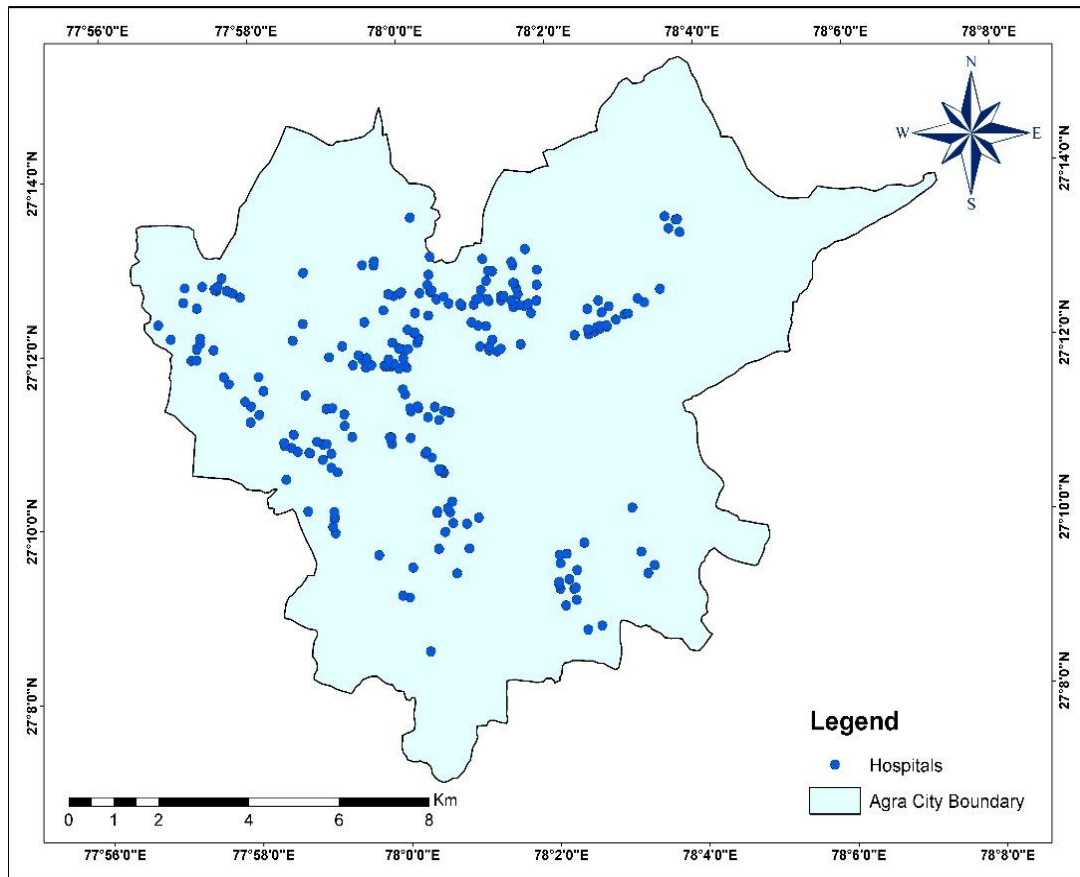 77°56'0"E 77°58'0"E 78°0'0"E 78°2'0"E 78°4'0"E 78°6'0"E 78°8'0"E
N
W E
S
27°14'0"N 27°14'0"N
27°12'0"N 27°12'0"N
27°10'0"N 27°10'0"N
27°8'0"N 27°8'0"N
Legend
Hospitals
Agra City Boundary
Km
0 1 2 4 6 8
77°56'0"E 77°58'0"E 78°0'0"E 78°2'0"E 78°4'0"E 78°6'0"E 78°8'0"E